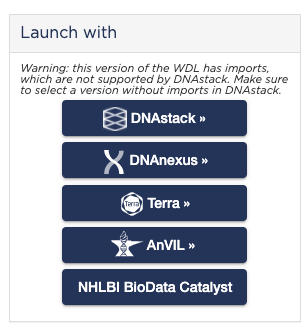 Launch with
Warning: this version of the WDL has imports,
which are not supported by DNAstack. Make sure
to select a version without imports in DNAstack.
DNAstack »
DNAnexus »
Terra Terra »
AnVIL »
NHLBI BioData Catalyst